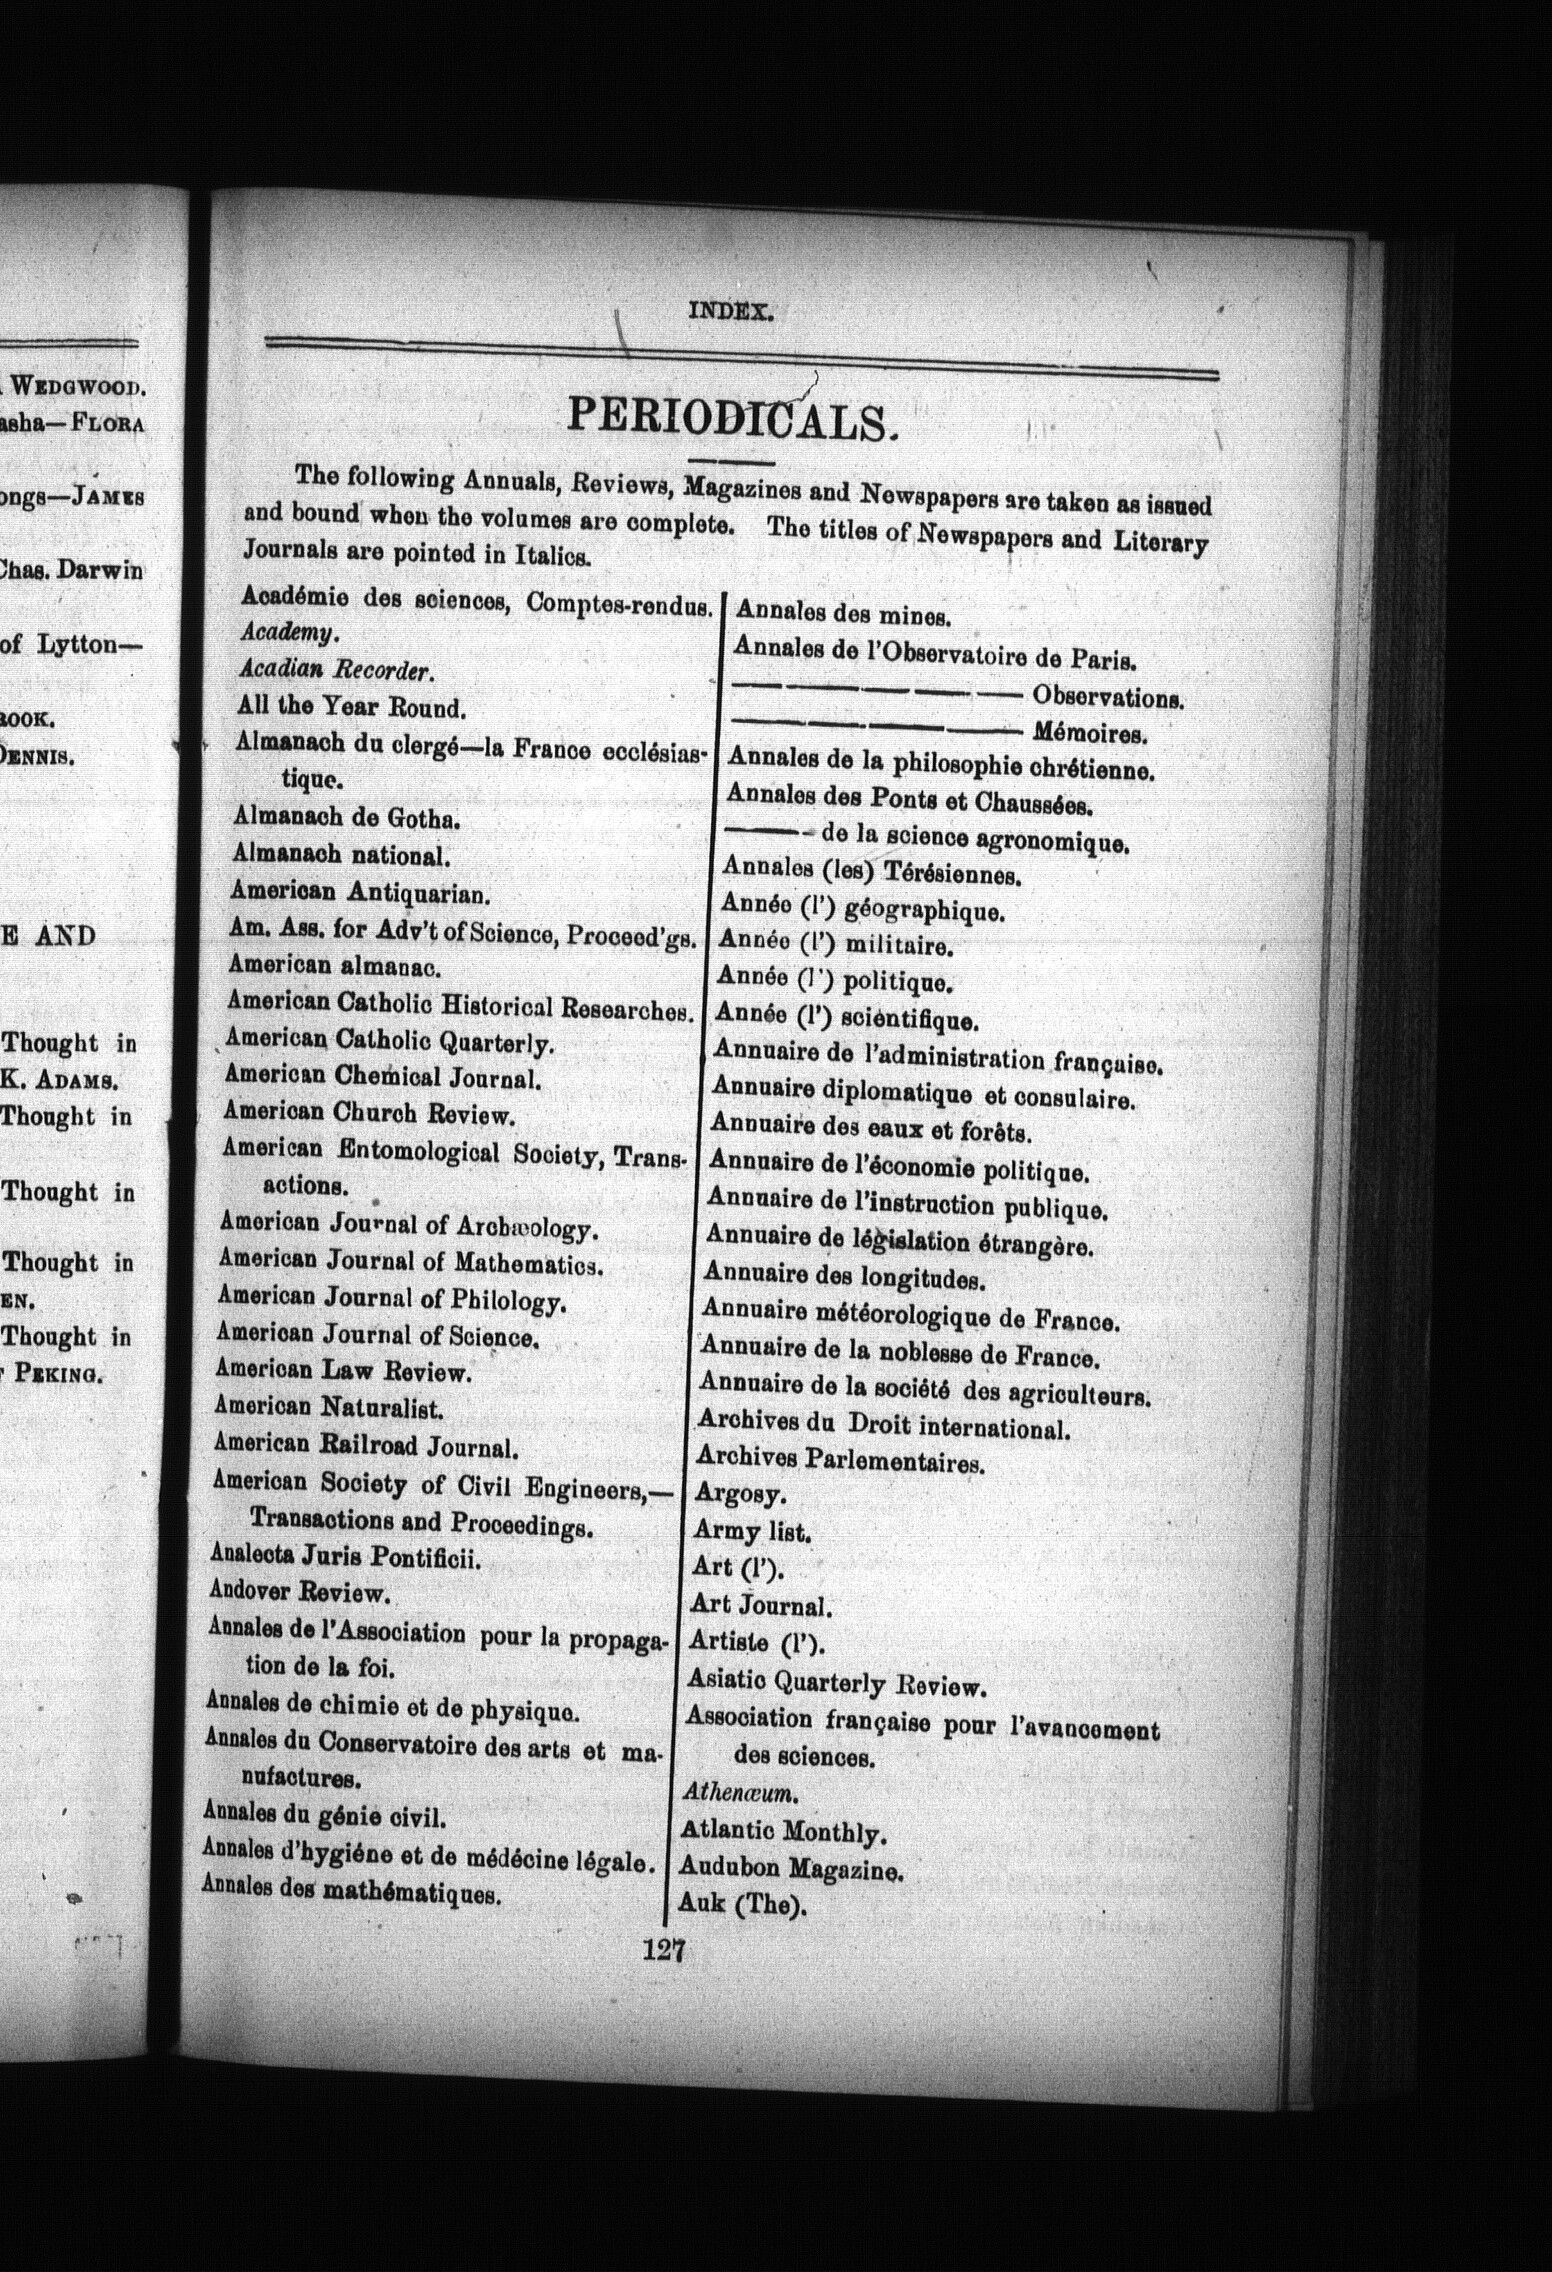 WEDGWOOD.
asha—FLORA
ongs—JAMES
Chas. Darwin
of Lytton—
ROOK.
DENNIS.
E AND
Thought in
K. ADAMS.
Thought in
Thought in
Thought in
EN.
Thought in
PEKING.
INDEX.
PERIODICALS.
The following Annuals, Reviews, Magazines and Newspapers are taken as issued
and bound when the volumes are complete. The titles of Newspapers and Literary
Journals are pointed in Italics.
Académie des sciences, Comptes-rendus.
Academy.
Acadian Recorder.
All the Year Round.
Almanach du clergé—la France ecclésias-
tique.
Almanach de Gotha.
Almanach national.
American Antiquarian.
Am. Ass. for Adv't of Science, Proceed'gs.
American almanac.
American Catholic Historical Researches.
American Catholic Quarterly.
American Chemical Journal.
American Church Review.
American Entomological Society, Trans-
actions.
American Journal of Archæology.
American Journal of Mathematics.
American Journal of Philology.
American Journal of Science.
American Law Review.
American Naturalist.
American Railroad Journal.
American Society of Civil Engineers,—
Transactions and Proceedings.
Analecta Juris Pontificii.
Andover Review.
Annales de l'Association pour la propaga-
tion de la foi.
Annales de chimie et de physique.
Annales du Conservatoire des arts et ma-
nufactures.
Annales du génie civil.
Annales d'hygiéne et de médécine légale.
Annales des mathématiques.
Annales des mines.
Annales de l'Observatoire de Paris.
— — — — — Observations.
— — — — Mémoires.
Annales de la philosophie chrétienne.
Annales des Ponts et Chaussées.
——— de la science agronomique.
Annales (les) Térésiennes.
Année (l') géographique.
Année (l') militaire.
Année (l') politique.
Année (l') scientifique.
Annuaire de l'administration française.
Annuaire diplomatique et consulaire.
Annuaire des eaux et forêts.
Annuaire de l'économie politique.
Annuaire de l'instruction publique.
Annuaire de législation étrangère.
Annuaire des longitudes.
Annuaire météorologique de France.
Annuaire de la noblesse de France.
Annuaire de la société des agriculteurs.
Archives du Droit international.
Archives Parlementaires.
Argosy.
Army list.
Art (l').
Art Journal.
Artiste (l').
Asiatic Quarterly Review.
Association française pour l'avancement
des sciences.
Athenæum.
Atlantic Monthly.
Audubon Magazine.
Auk (The).
127